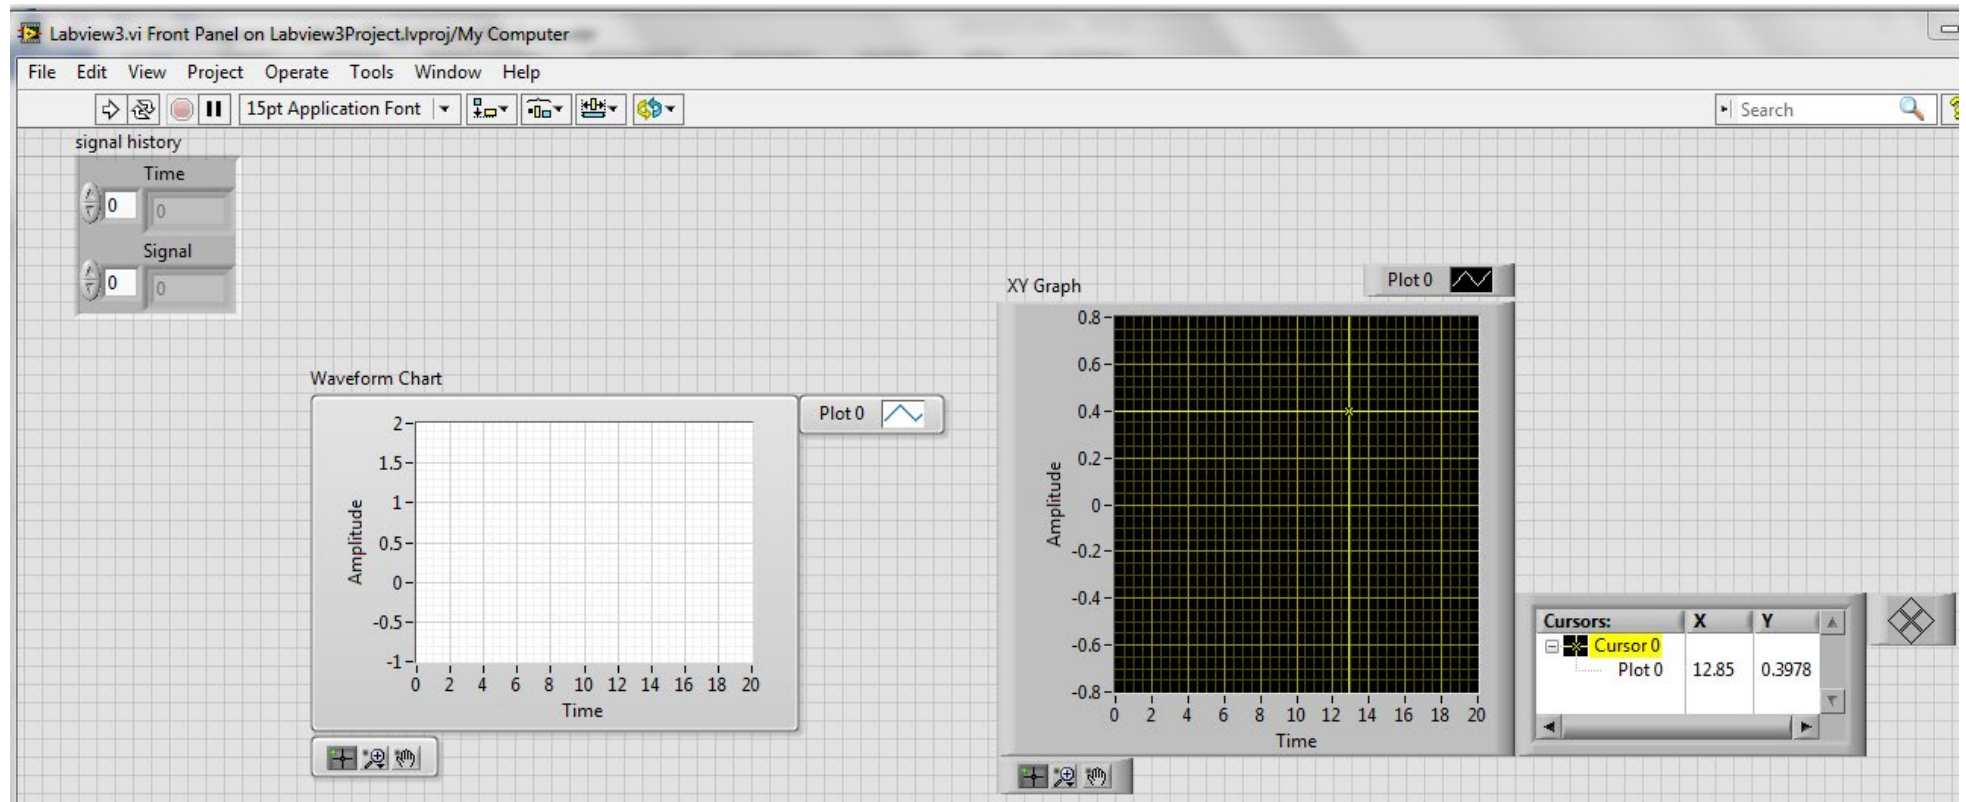 Labview3.vi Front Panel on Labview3Project.lvproj/My Computer
File Edit View Project Operate Tools Window Help
15pt Application Font
Search
signal history
Time
0 0
Signal
0 0
Waveform Chart
Plot 0
2
1.5
1
0.5
0
-0.5
-1
Amplitude
0 2 4 6 8 10 12 14 16 18 20
Time
XY Graph
Plot 0
0.8
0.6
0.4
0.2
0
-0.2
-0.4
-0.6
-0.8
Amplitude
0 2 4 6 8 10 12 14 16 18 20
Time
Cursors: X Y
Cursor 0
Plot 0 12.85 0.3978